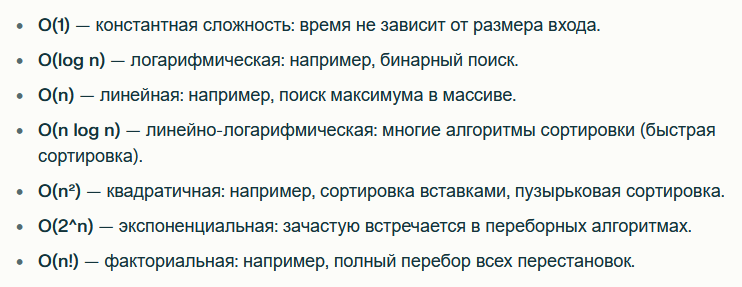 • O(1) — константная сложность: время не зависит от размера входа.
• O(log n) — логарифмическая: например, бинарный поиск.
• O(n) — линейная: например, поиск максимума в массиве.
• O(n log n) — линейно-логарифмическая: многие алгоритмы сортировки (быстрая
сортировка).
• O(n²) — квадратичная: например, сортировка вставками, пузырьковая сортировка.
• O(2^n) — экспоненциальная: зачастую встречается в переборных алгоритмах.
• O(n!) — факториальная: например, полный перебор всех перестановок.